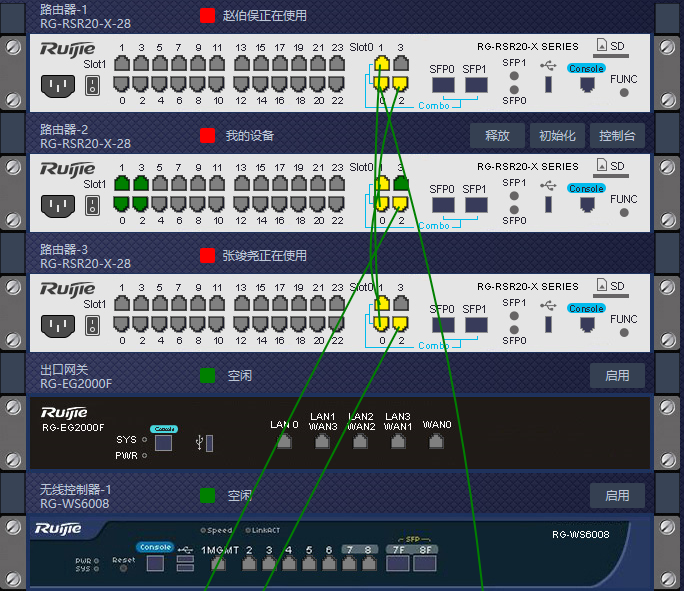 路由器-1
RG-RSR20-X-28
赵伯俣正在使用
Ruijie
Slot1
1 3 5 7 9 11 13 15 17 19 21 23
0 2 4 6 8 10 12 14 16 18 20 22
Slot0 1 3
0 2
SFP0 SFP1
Combo
RG-RSR20-X SERIES
SFP1
SFP0
SD
Console
FUNC
路由器-2
RG-RSR20-X-28
我的设备
释放
初始化
控制台
Ruijie
Slot1
1 3 5 7 9 11 13 15 17 19 21 23
0 2 4 6 8 10 12 14 16 18 20 22
Slot0 1 3
0 2
SFP0 SFP1
Combo
RG-RSR20-X SERIES
SFP1
SFP0
SD
Console
FUNC
路由器-3
RG-RSR20-X-28
张竣尧正在使用
Ruijie
Slot1
1 3 5 7 9 11 13 15 17 19 21 23
0 2 4 6 8 10 12 14 16 18 20 22
Slot0 1 3
0 2
SFP0 SFP1
Combo
RG-RSR20-X SERIES
SFP1
SFP0
SD
Console
FUNC
出口网关
RG-EG2000F
空闲
启用
Ruijie
RG-EG2000F
SYS
PWR
Console
LAN 0
LAN1
WAN3
LAN2
WAN2
LAN3
WAN1
WAN0
无线控制器-1
RG-WS6008
空闲
启用
Ruijie
Speed LinkACT
RG-WS6008
PWR
SYS
Reset
Console
1MGMT 2 3 4 5 6 7 8
SFP
7F 8F